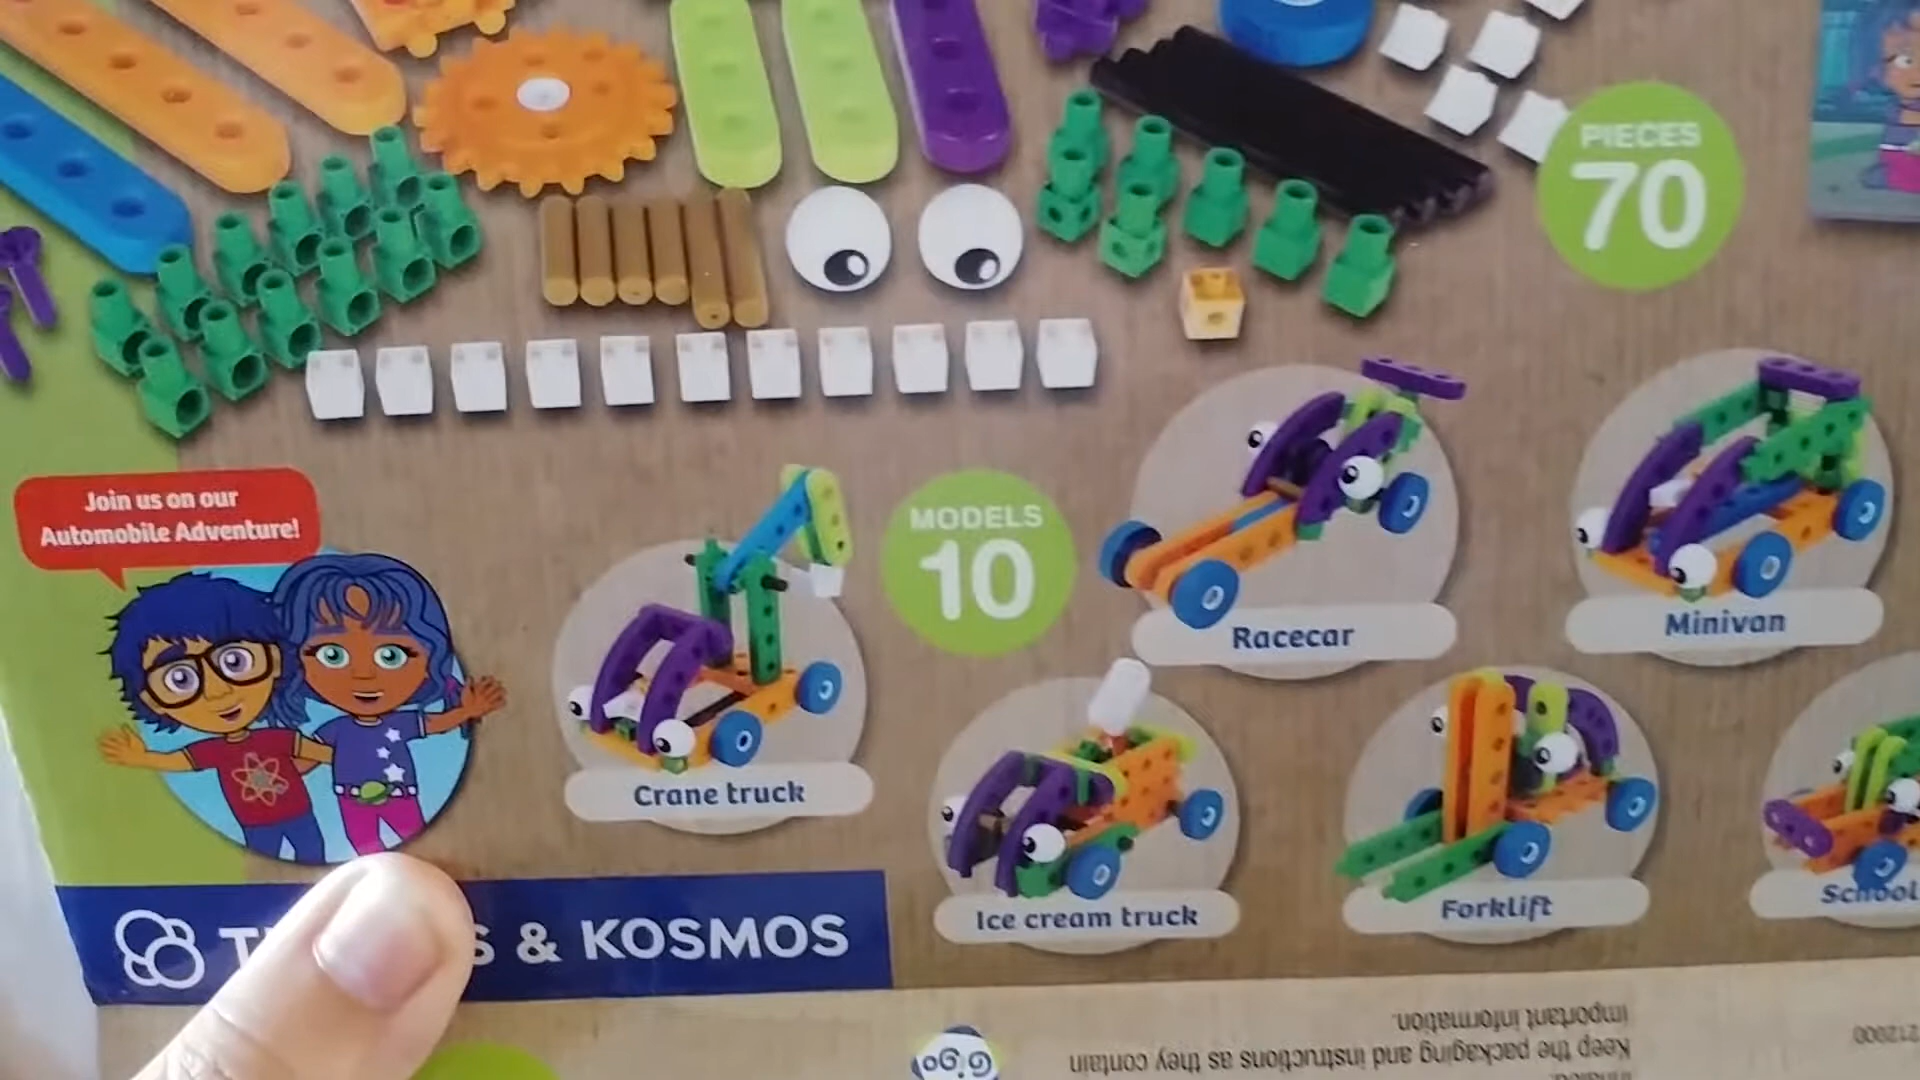 PIECES
70
Join us on our
Automobile Adventure!
MODELS
10
Racecar
Minivan
Crane truck
Ice cream truck
Forklift
School
& KOSMOS
Gigo
Keep the packaging and instructions as they contain
important information.